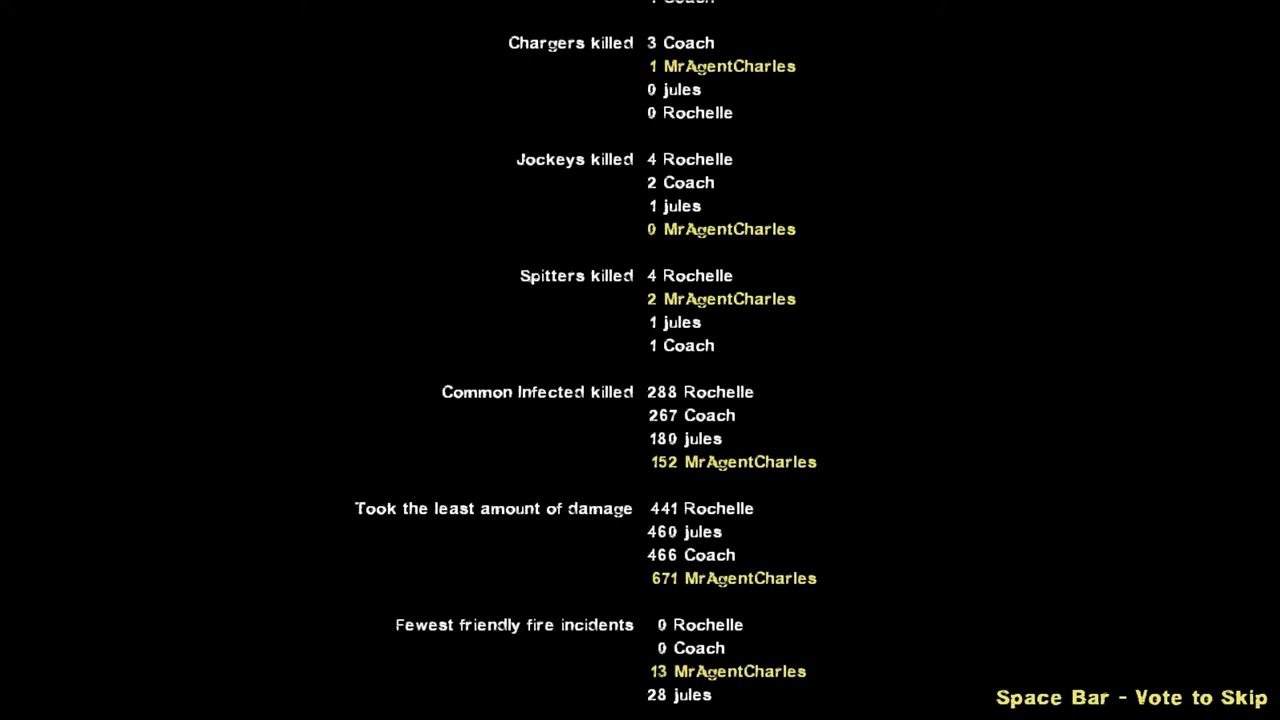 Chargers killed 3 Coach
1 MrAgentCharles
0 jules
0 Rochelle
Jockeys killed 4 Rochelle
2 Coach
1 jules
0 MrAgentCharles
Spitters killed 4 Rochelle
2 MrAgentCharles
1 jules
1 Coach
Common Infected killed 288 Rochelle
267 Coach
180 jules
152 MrAgentCharles
Took the least amount of damage 441 Rochelle
460 jules
466 Coach
671 MrAgentCharles
Fewest friendly fire incidents 0 Rochelle
0 Coach
13 MrAgentCharles
28 jules
Space Bar - Vote to Skip